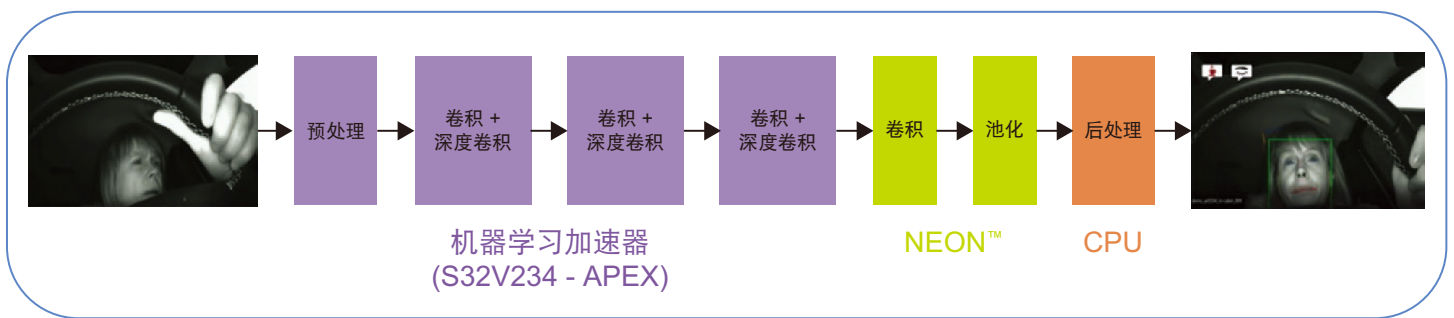 预处理
卷积 +
深度卷积
卷积 +
深度卷积
卷积 +
深度卷积
卷积
池化
后处理
机器学习加速器
(S32V234 - APEX)
NEON™
CPU